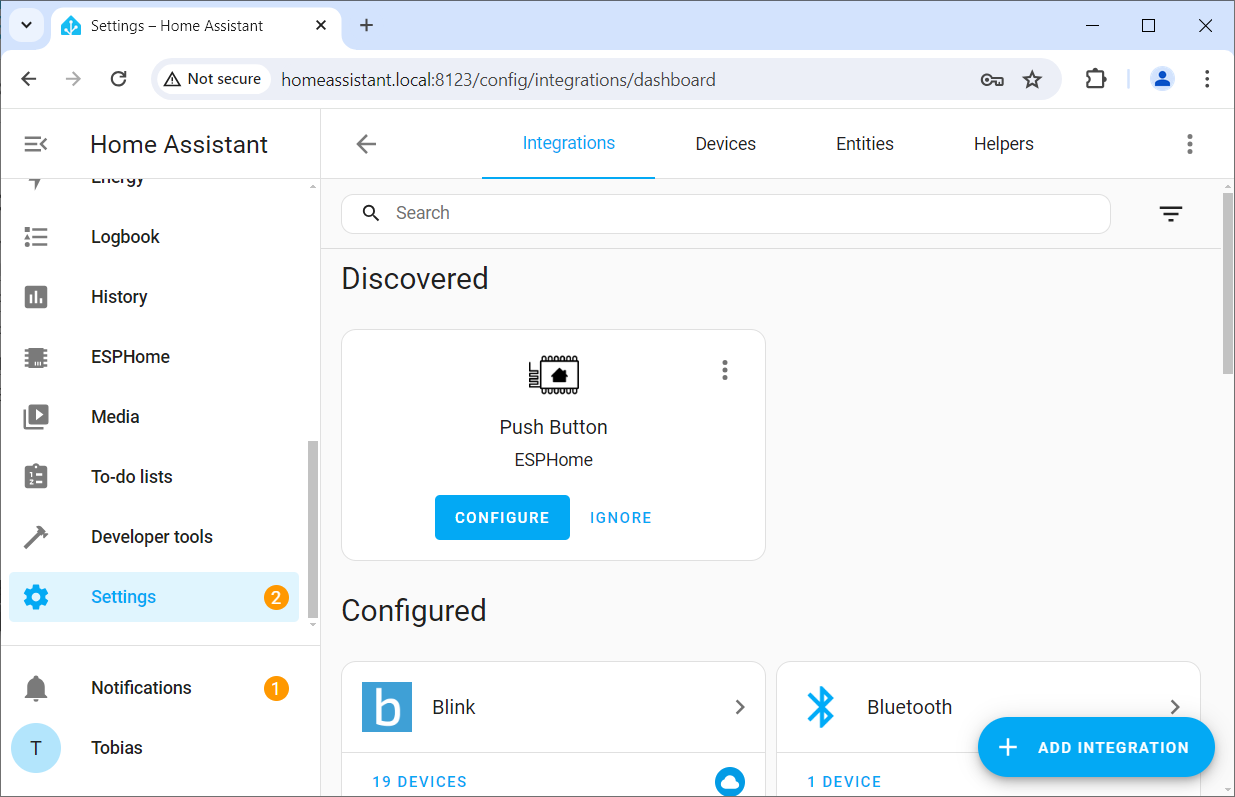 Settings – Home Assistant
Not secure
homeassistant.local:8123/config/integrations/dashboard
Home Assistant
Energy
Logbook
History
ESPHome
Media
To-do lists
Developer tools
Settings 2
Notifications 1
T Tobias
Integrations Devices Entities Helpers
Search
Discovered
Push Button
ESPHome
CONFIGURE IGNORE
Configured
b Blink
Bluetooth
19 DEVICES
1 DEVICE
ADD INTEGRATION